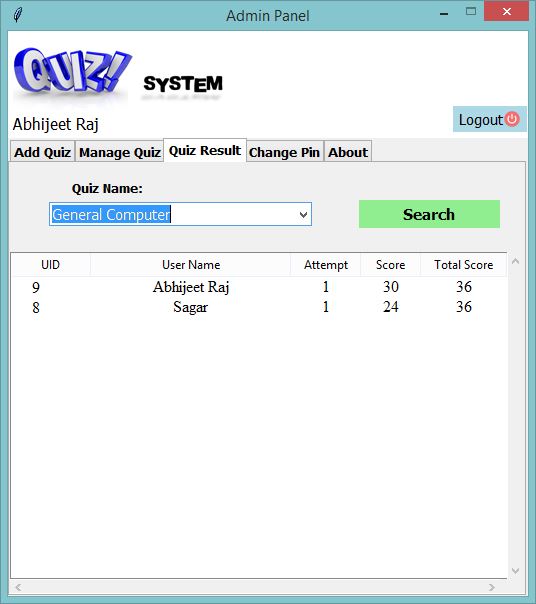 Admin Panel
QUIZ! SYSTEM
Abhijeet Raj
Logout
Add Quiz Manage Quiz Quiz Result Change Pin About
Quiz Name:
General Computer Search
UID User Name Attempt Score Total Score
9 Abhijeet Raj 1 30 36
8 Sagar 1 24 36